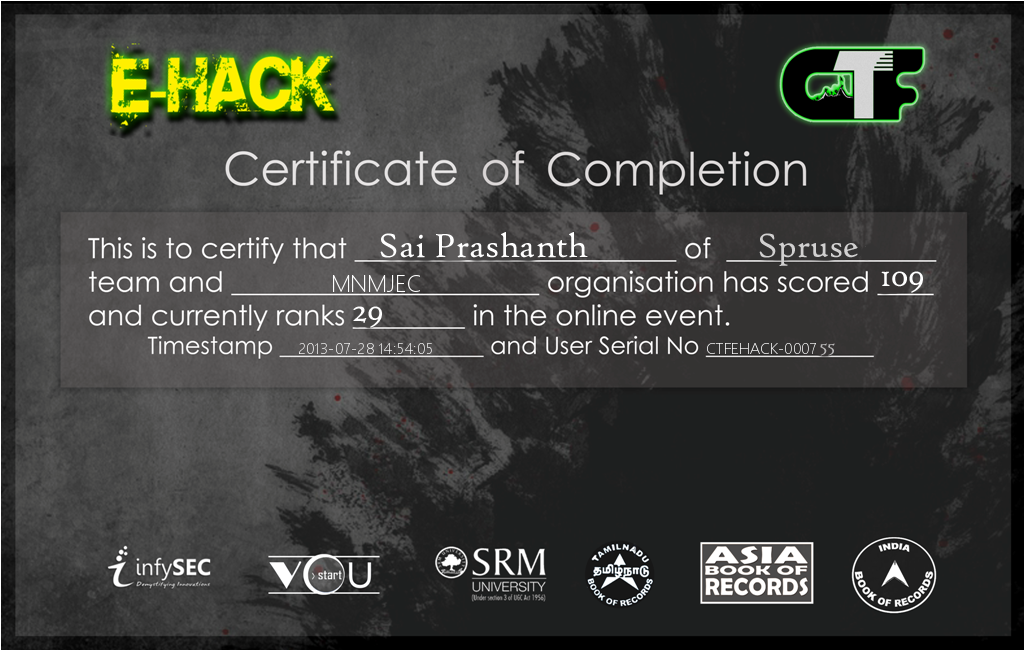 E-HACK
CTF
Certificate of Completion
This is to certify that Sai Prashanth of Spruse
team and MNMJEC organisation has scored 109
and currently ranks 29 in the online event.
Timestamp 2013-07-28 14:54:05 and User Serial No CTFEHACK-000755
infySEC
Demystifying Innovations
VOU
start
SRM
UNIVERSITY
(Under section 3 of UGC Act 1956)
TAMILNADU
தமிழ்நாடு
BOOK OF RECORDS
ASIA
BOOK OF
RECORDS
INDIA
BOOK OF RECORDS